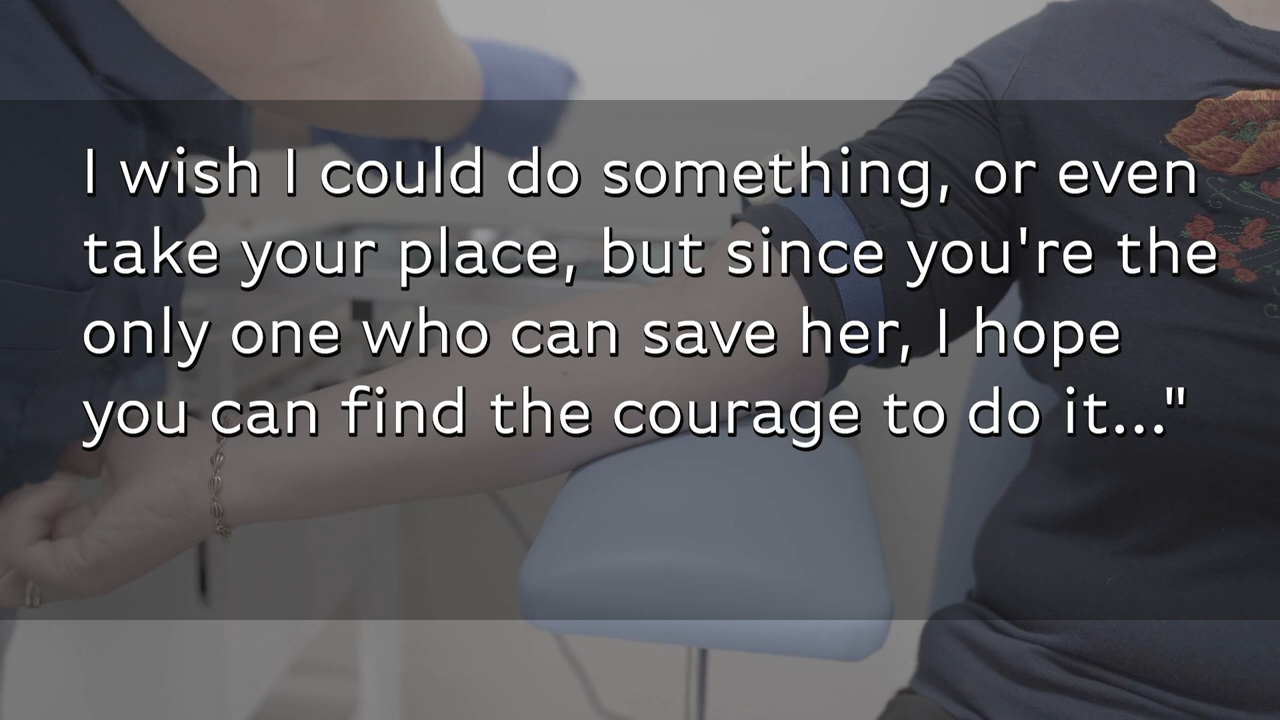 I wish I could do something, or even
take your place, but since you're the
only one who can save her, I hope
you can find the courage to do it..."